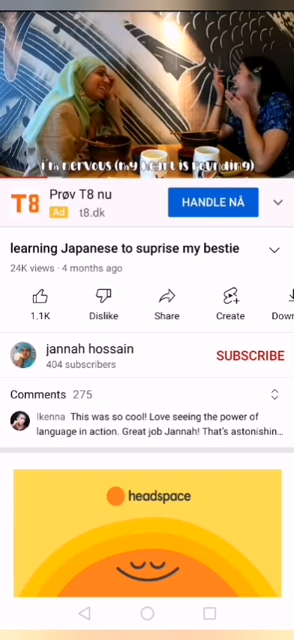 i'm nervous (my heart is pounding)
T8
Prøv T8 nu
Ad t8.dk
HANDLE NÅ
learning Japanese to suprise my bestie
24K views · 4 months ago
1.1K
Dislike
Share
Create
Down
jannah hossain
404 subscribers
SUBSCRIBE
Comments 275
Ikenna This was so cool! Love seeing the power of
language in action. Great job Jannah! That's astonishin...
headspace